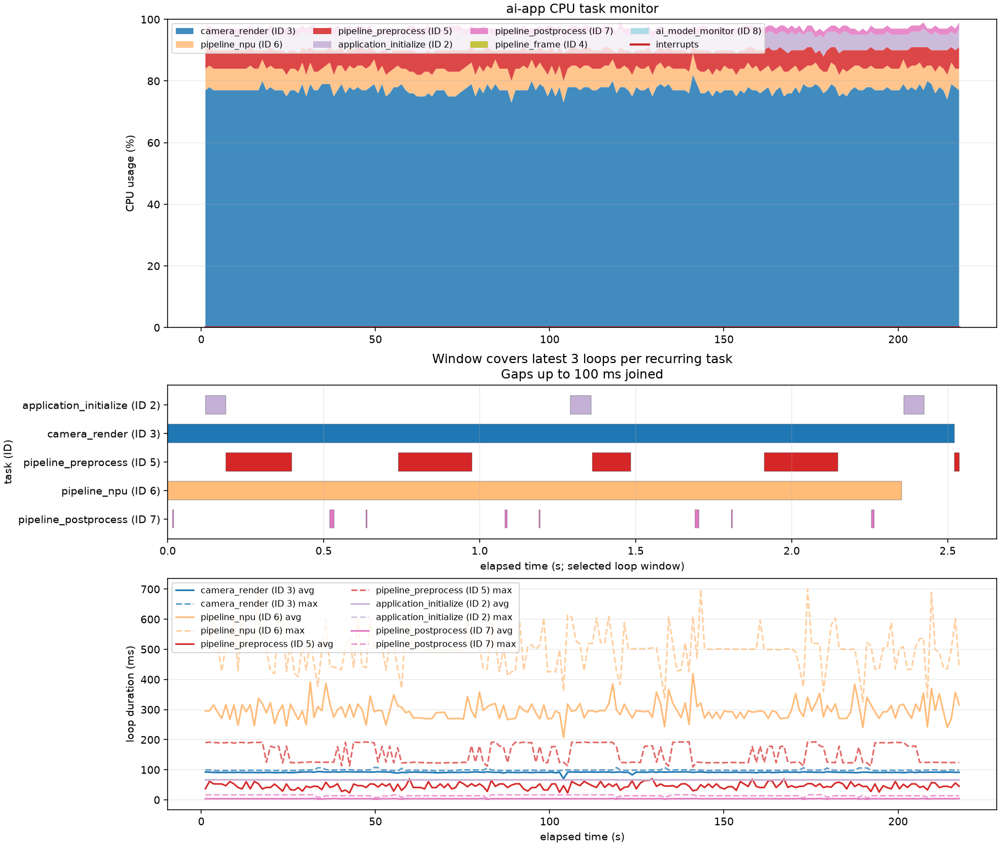 ai-app CPU task monitor
100
80
60
40
20
0
CPU usage (%)
camera_render (ID 3)
pipeline_npu (ID 6)
pipeline_preprocess (ID 5)
application_initialize (ID 2)
pipeline_postprocess (ID 7)
pipeline_frame (ID 4)
ai_model_monitor (ID 8)
interrupts
0 50 100 150 200
Window covers latest 3 loops per recurring task
Gaps up to 100 ms joined
task (ID)
application_initialize (ID 2)
camera_render (ID 3)
pipeline_preprocess (ID 5)
pipeline_npu (ID 6)
pipeline_postprocess (ID 7)
0.0 0.5 1.0 1.5 2.0 2.5
elapsed time (s; selected loop window)
700
600
500
400
300
200
100
0
loop duration (ms)
camera_render (ID 3) avg
camera_render (ID 3) max
pipeline_npu (ID 6) avg
pipeline_npu (ID 6) max
pipeline_preprocess (ID 5) avg
pipeline_preprocess (ID 5) max
application_initialize (ID 2) avg
application_initialize (ID 2) max
pipeline_postprocess (ID 7) avg
pipeline_postprocess (ID 7) max
0 50 100 150 200
elapsed time (s)